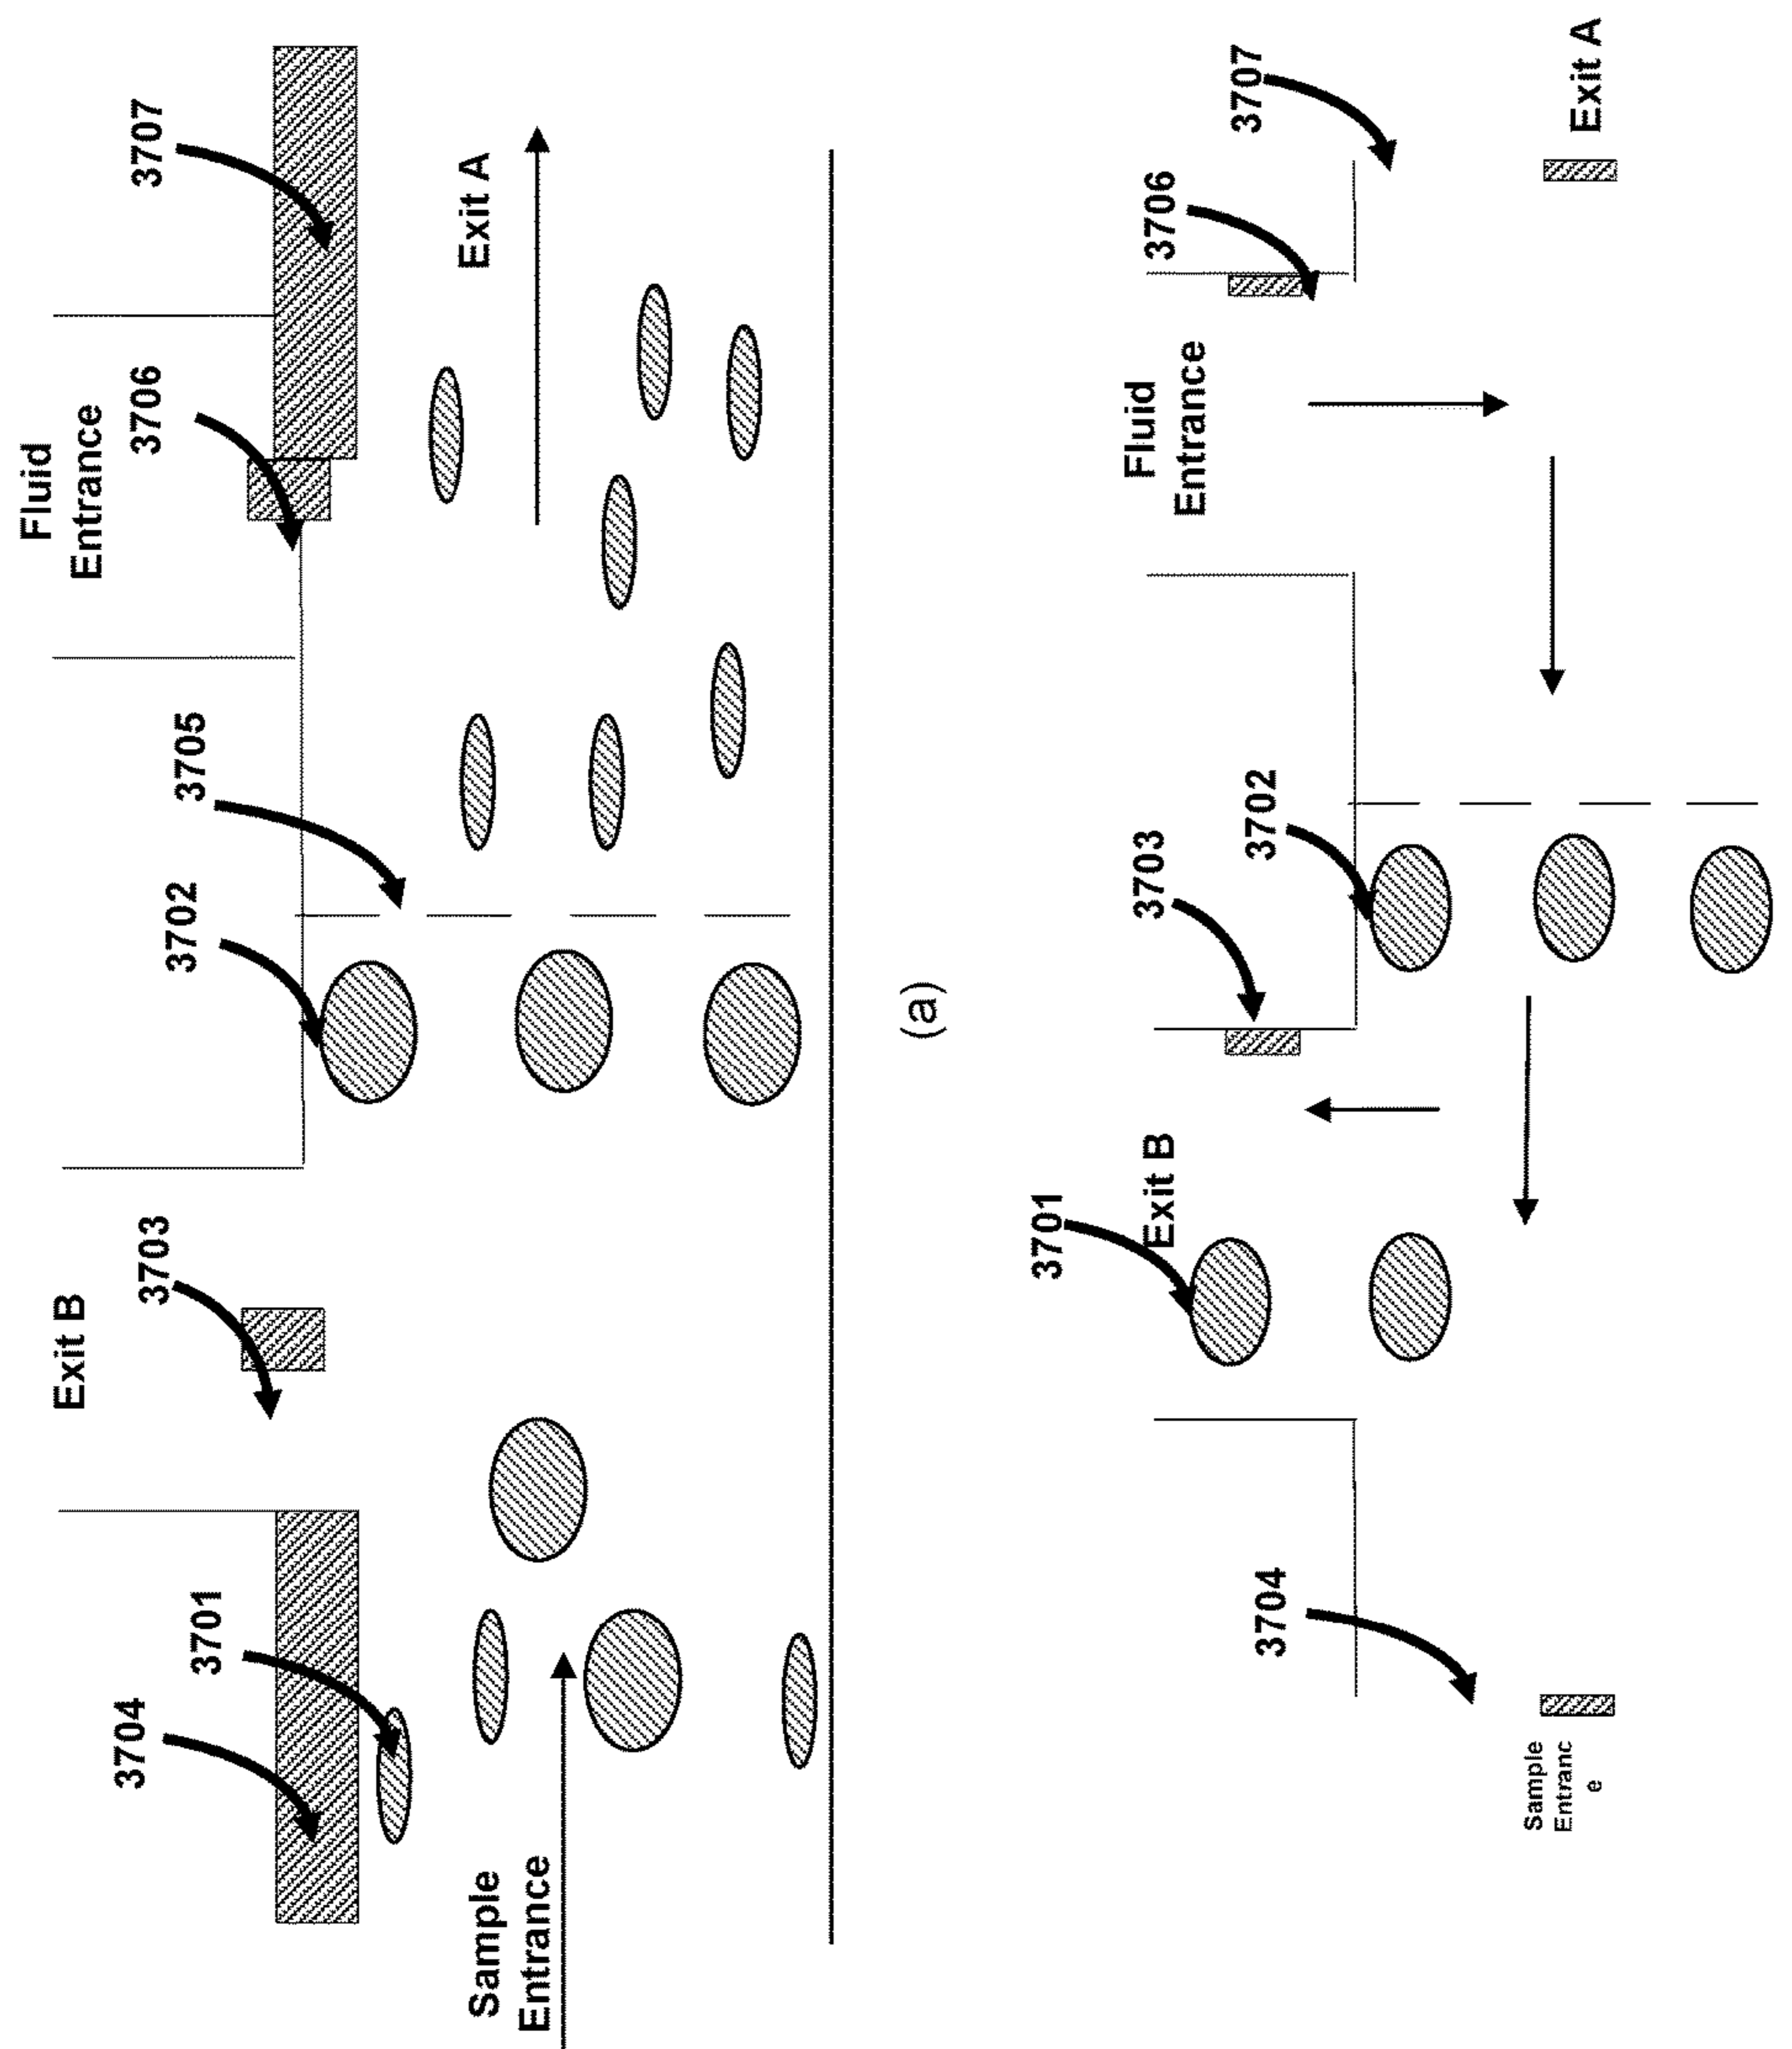 Exit B
Fluid
Entrance
3704
3701
3703
3702
3705
3706
3707
Sample
Entrance
Exit A
(a)
3701
Exit B
3703
Fluid
Entrance
3706
3704
3702
3707
Sample
Entranc
e
Exit A